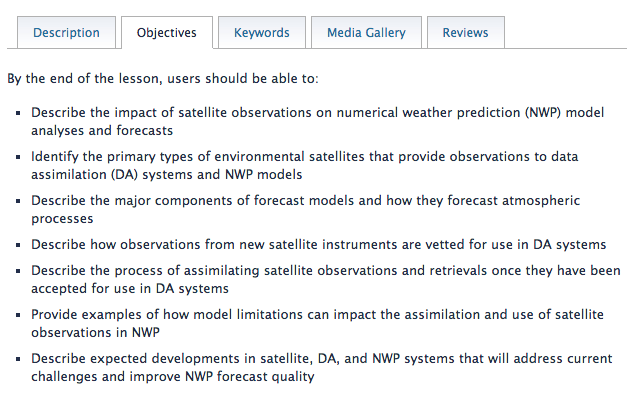 Description Objectives Keywords Media Gallery Reviews
By the end of the lesson, users should be able to:
Describe the impact of satellite observations on numerical weather prediction (NWP) model
analyses and forecasts
Identify the primary types of environmental satellites that provide observations to data
assimilation (DA) systems and NWP models
Describe the major components of forecast models and how they forecast atmospheric
processes
Describe how observations from new satellite instruments are vetted for use in DA systems
Describe the process of assimilating satellite observations and retrievals once they have been
accepted for use in DA systems
Provide examples of how model limitations can impact the assimilation and use of satellite
observations in NWP
Describe expected developments in satellite, DA, and NWP systems that will address current
challenges and improve NWP forecast quality